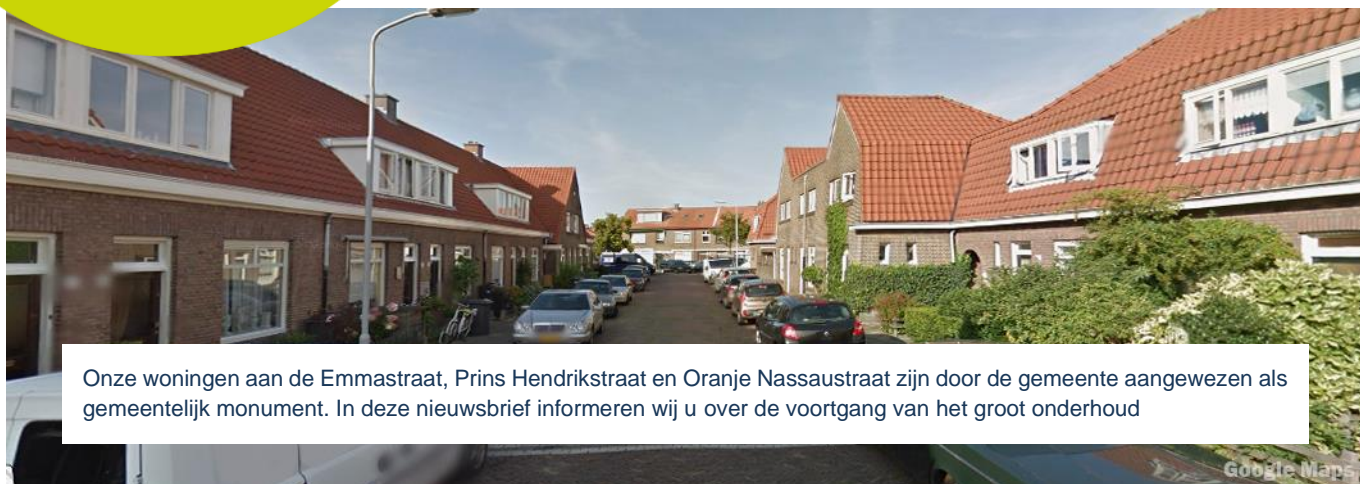 Onze woningen aan de Emmastraat, Prins Hendrikstraat en Oranje Nassaustraat zijn door de gemeente aangewezen als
gemeentelijk monument. In deze nieuwsbrief informeren wij u over de voortgang van het groot onderhoud
Google Maps